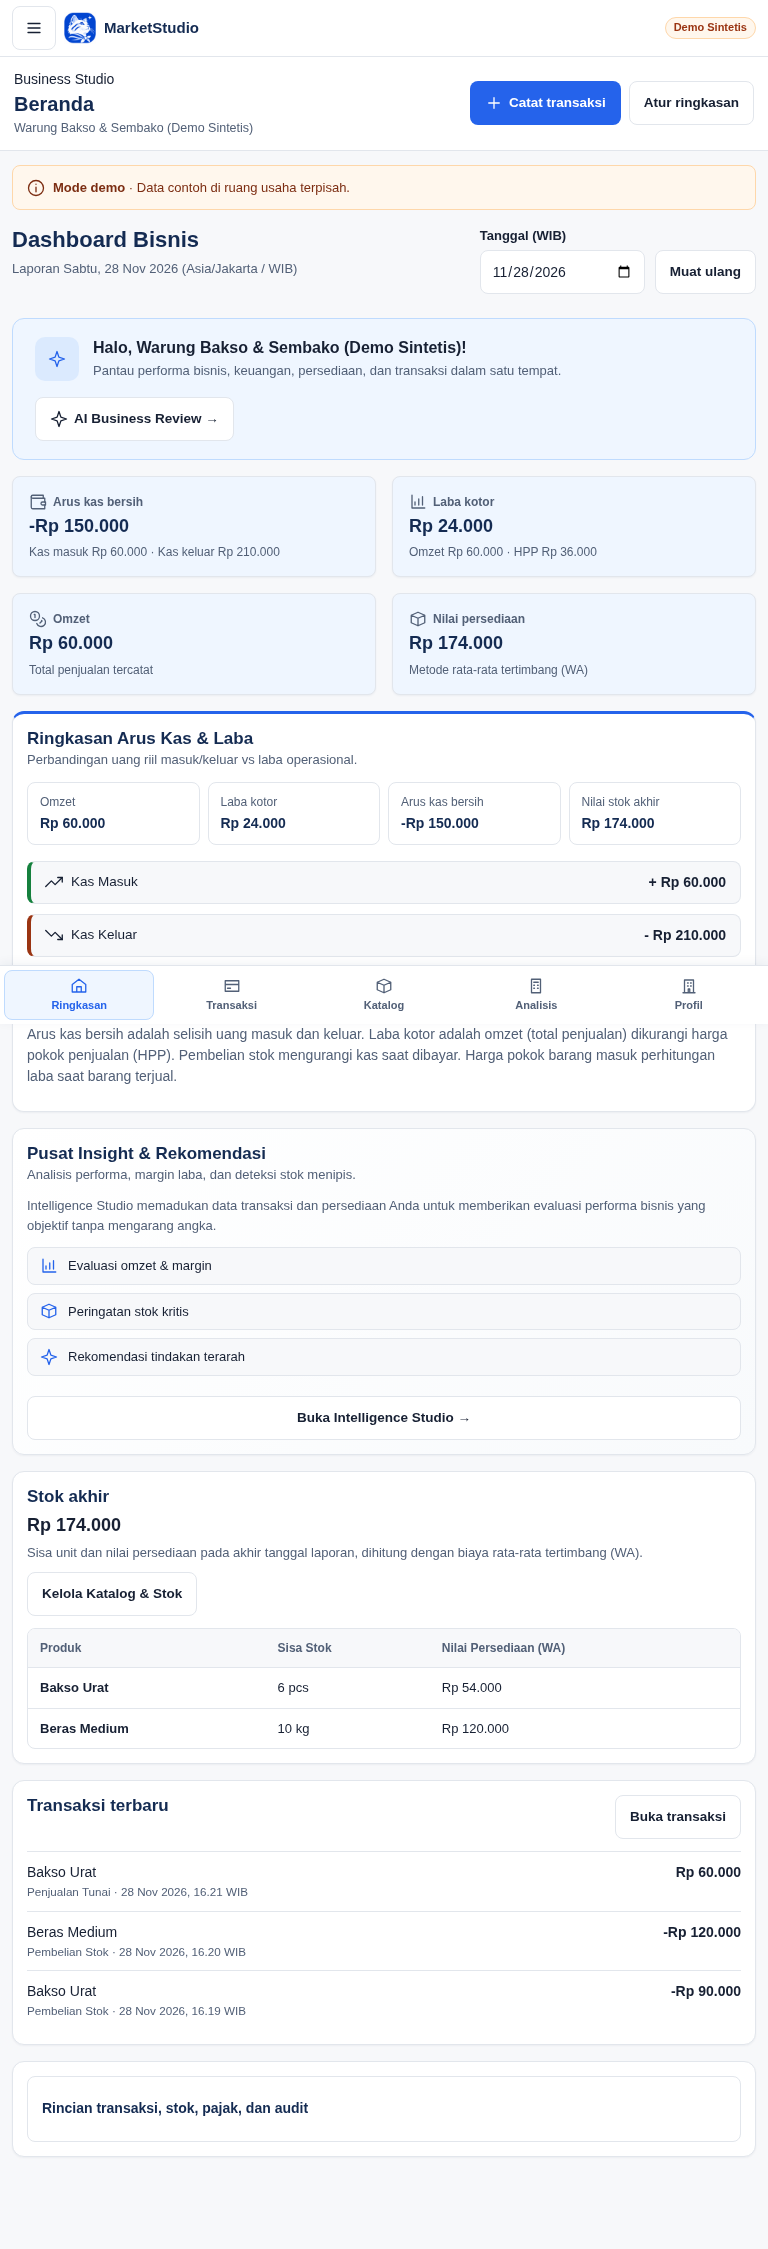 MarketStudio
Demo Sintetis
Business Studio
Beranda
Warung Bakso & Sembako (Demo Sintetis)
Catat transaksi
Atur ringkasan
Mode demo · Data contoh di ruang usaha terpisah.
Dashboard Bisnis
Laporan Sabtu, 28 Nov 2026 (Asia/Jakarta / WIB)
Tanggal (WIB)
11/28/2026
Muat ulang
Halo, Warung Bakso & Sembako (Demo Sintetis)!
Pantau performa bisnis, keuangan, persediaan, dan transaksi dalam satu tempat.
AI Business Review →
Arus kas bersih
-Rp 150.000
Kas masuk Rp 60.000 · Kas keluar Rp 210.000
Laba kotor
Rp 24.000
Omzet Rp 60.000 · HPP Rp 36.000
Omzet
Rp 60.000
Total penjualan tercatat
Nilai persediaan
Rp 174.000
Metode rata-rata tertimbang (WA)
Ringkasan Arus Kas & Laba
Perbandingan uang riil masuk/keluar vs laba operasional.
Omzet
Rp 60.000
Laba kotor
Rp 24.000
Arus kas bersih
-Rp 150.000
Nilai stok akhir
Rp 174.000
Kas Masuk
+ Rp 60.000
Kas Keluar
- Rp 210.000
Ringkasan
Transaksi
Katalog
Analisis
Profil
Arus kas bersih adalah selisih uang masuk dan keluar. Laba kotor adalah omzet (total penjualan) dikurangi harga
pokok penjualan (HPP). Pembelian stok mengurangi kas saat dibayar. Harga pokok barang masuk perhitungan
laba saat barang terjual.
Pusat Insight & Rekomendasi
Analisis performa, margin laba, dan deteksi stok menipis.
Intelligence Studio memadukan data transaksi dan persediaan Anda untuk memberikan evaluasi performa bisnis yang
objektif tanpa mengarang angka.
Evaluasi omzet & margin
Peringatan stok kritis
Rekomendasi tindakan terarah
Buka Intelligence Studio →
Stok akhir
Rp 174.000
Sisa unit dan nilai persediaan pada akhir tanggal laporan, dihitung dengan biaya rata-rata tertimbang (WA).
Kelola Katalog & Stok
Produk
Sisa Stok
Nilai Persediaan (WA)
Bakso Urat
6 pcs
Rp 54.000
Beras Medium
10 kg
Rp 120.000
Transaksi terbaru
Buka transaksi
Bakso Urat
Rp 60.000
Penjualan Tunai · 28 Nov 2026, 16.21 WIB
Beras Medium
-Rp 120.000
Pembelian Stok · 28 Nov 2026, 16.20 WIB
Bakso Urat
-Rp 90.000
Pembelian Stok · 28 Nov 2026, 16.19 WIB
Rincian transaksi, stok, pajak, dan audit